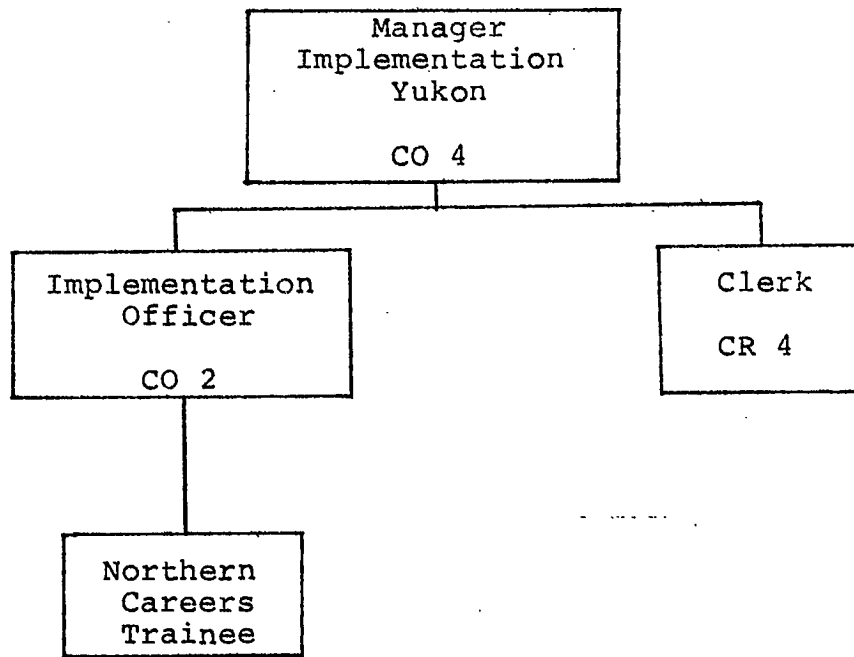 Manager
Implementation
Yukon
CO 4
Implementation
Officer
CO 2
Clerk
CR 4
Northern
Careers
Trainee